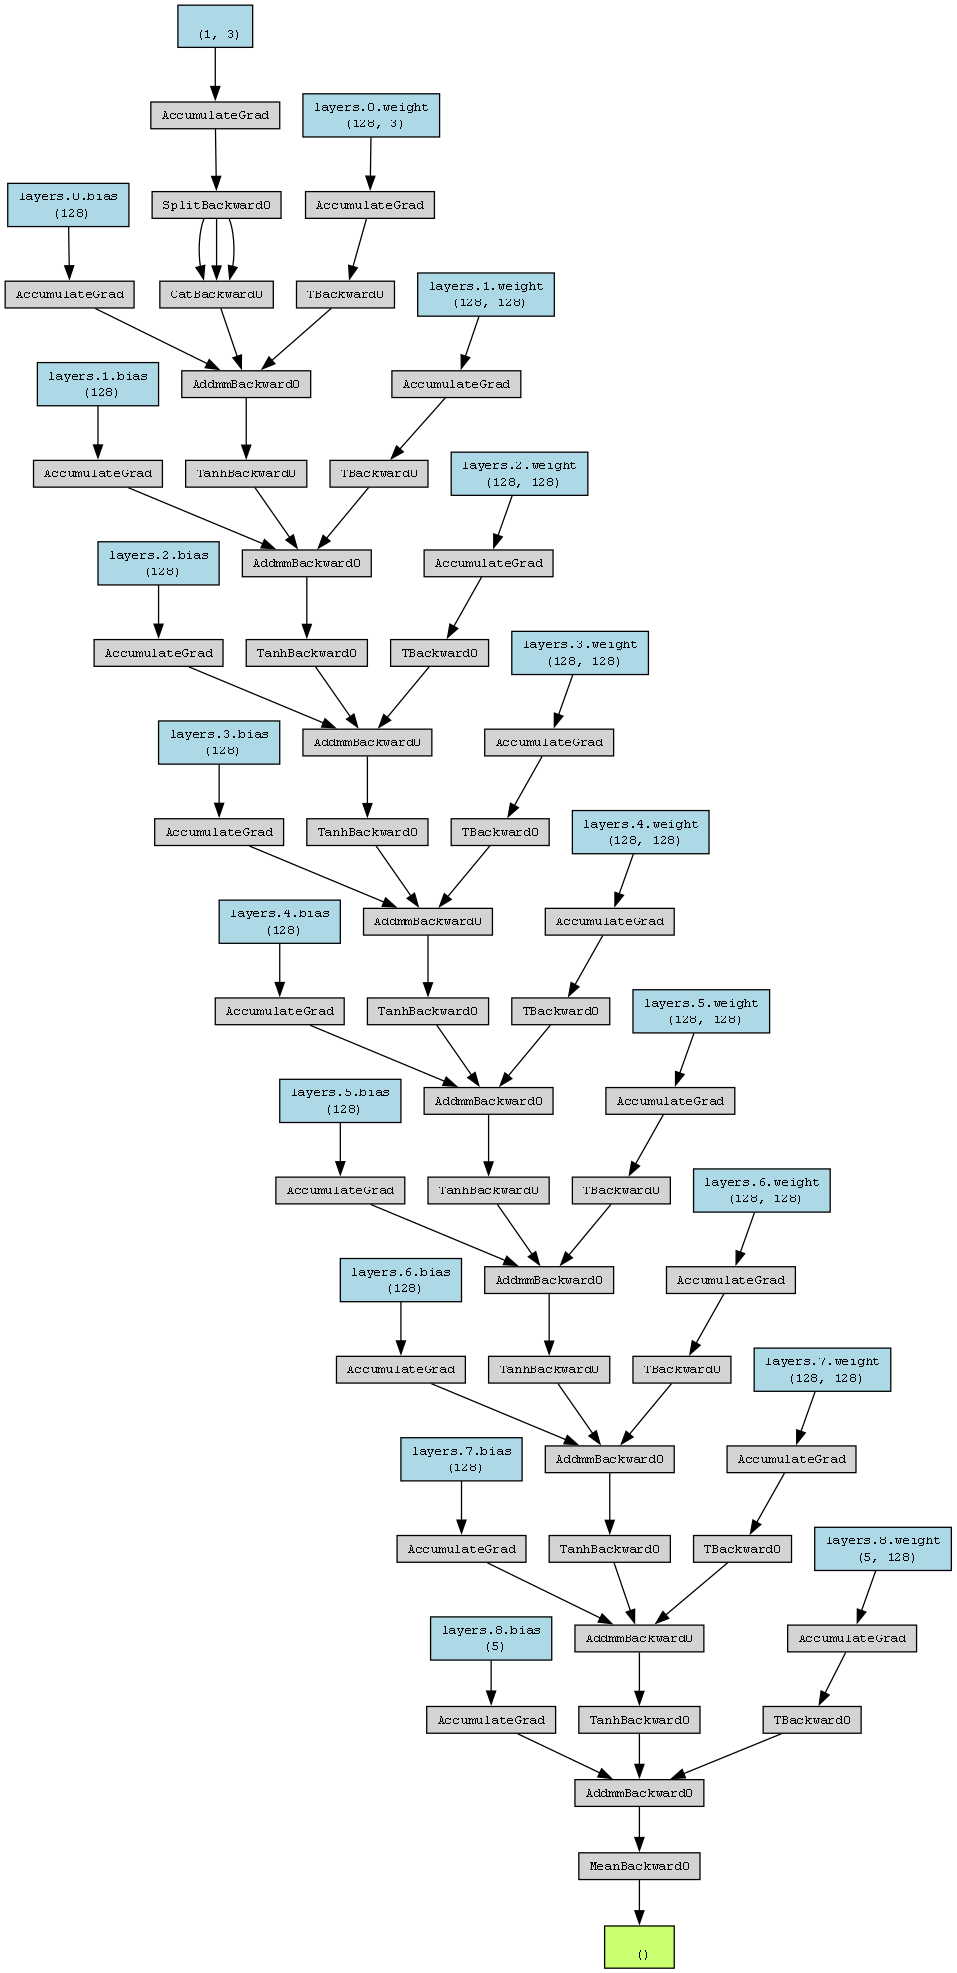 (1, 3)
AccumulateGrad
layers.0.weight
(128, 3)
layers.0.bias
(128)
SplitBackward0
AccumulateGrad
AccumulateGrad
CatBackward0
TBackward0
layers.1.weight
(128, 128)
layers.1.bias
(128)
AddmmBackward0
AccumulateGrad
AccumulateGrad
TanhBackward0
TBackward0
layers.2.weight
(128, 128)
layers.2.bias
(128)
AddmmBackward0
AccumulateGrad
AccumulateGrad
TanhBackward0
TBackward0
layers.3.weight
(128, 128)
layers.3.bias
(128)
AddmmBackward0
AccumulateGrad
AccumulateGrad
TanhBackward0
TBackward0
layers.4.weight
(128, 128)
layers.4.bias
(128)
AddmmBackward0
AccumulateGrad
AccumulateGrad
TanhBackward0
TBackward0
layers.5.weight
(128, 128)
layers.5.bias
(128)
AddmmBackward0
AccumulateGrad
AccumulateGrad
TanhBackward0
TBackward0
layers.6.weight
(128, 128)
layers.6.bias
(128)
AddmmBackward0
AccumulateGrad
AccumulateGrad
TanhBackward0
TBackward0
layers.7.weight
(128, 128)
layers.7.bias
(128)
AddmmBackward0
AccumulateGrad
AccumulateGrad
TanhBackward0
TBackward0
layers.8.weight
(5, 128)
layers.8.bias
(5)
AddmmBackward0
AccumulateGrad
AccumulateGrad
TanhBackward0
TBackward0
AddmmBackward0
MeanBackward0
()